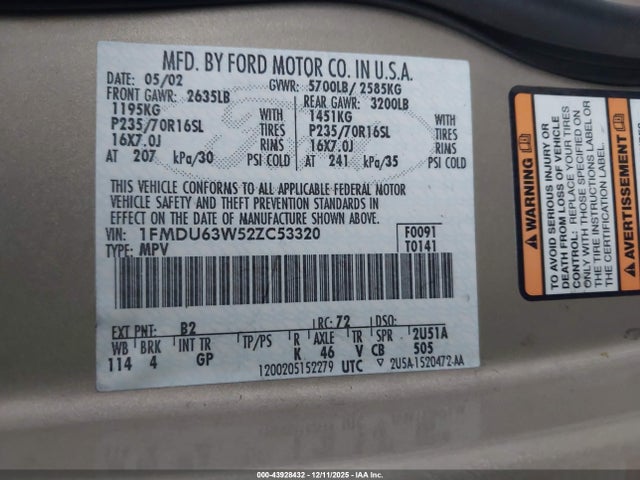 MFD. BY FORD MOTOR CO. IN U.S.A.
DATE: 05/02 GVWR: 5700LB/ 2585KG
FRONT GAWR: 2635LB REAR GAWR: 3200LB
1195KG WITH 1451KG WITH
P235/70R16SL TIRES P235/70R16SL TIRES
16X7.0J RIMS 16X7.0J RIMS
AT 207 kPa/30 PSI COLD AT 241 kPa/35 PSI COLD
THIS VEHICLE CONFORMS TO ALL APPLICABLE FEDERAL MOTOR
VEHICLE SAFETY AND THEFT PREVENTION STANDARDS IN
EFFECT ON THE DATE OF MANUFACTURE SHOWN ABOVE.
VIN: 1FMDU63W52ZC53320 F0091
TYPE: MPV T0141
EXT PNT: B2 RC: 72 DSO:
WB BRK INT TR TP/PS R AXLE TR SPR 2U51A
114 4 GP K 46 V CB 505
1200205152279 UTC ▽ 2U5A-1520472-AA
WARNING
TO AVOID SERIOUS INJURY OR
DEATH FROM LOSS OF VEHICLE
CONTROL: REPLACE YOUR TIRES
ONLY WITH THOSE SIZES NOTED ON
THE TIRE INSTRUCTIONS LABEL OR
THE CERTIFICATION LABEL.
AVERTISSEMENT
000-43928432 - 12/11/2025 - IAA Inc.